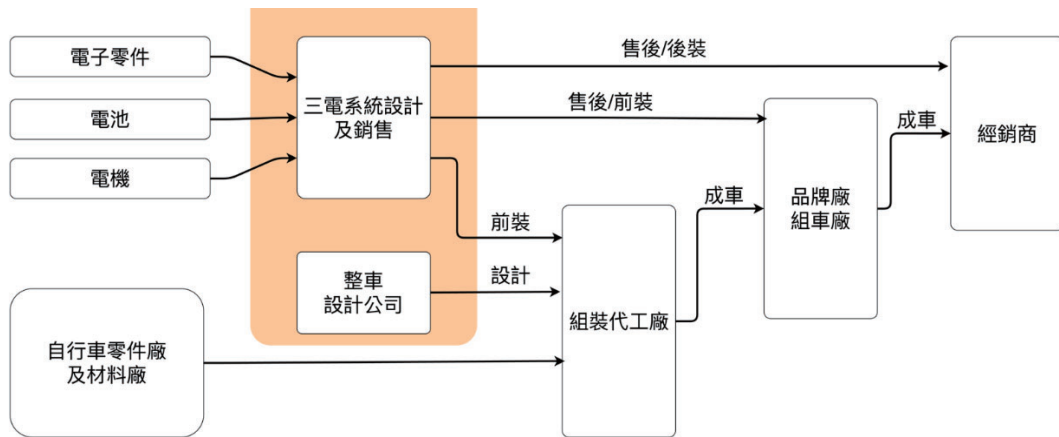 電子零件
電池
電機
三電系統設計
及銷售
整車
設計公司
自行車零件廠
及材料廠
售後/後裝
售後/前裝
前裝
設計
組裝代工廠
成車
品牌廠
組車廠
成車
經銷商